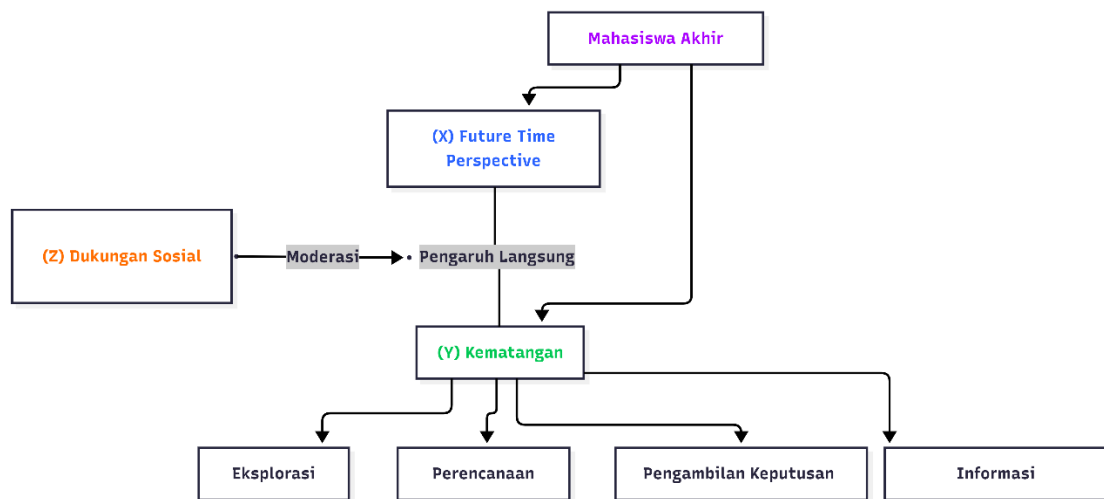 Mahasiswa Akhir
(X) Future Time
Perspective
(Z) Dukungan Sosial
Moderasi
Pengaruh Langsung
(Y) Kematangan
Eksplorasi
Perencanaan
Pengambilan Keputusan
Informasi